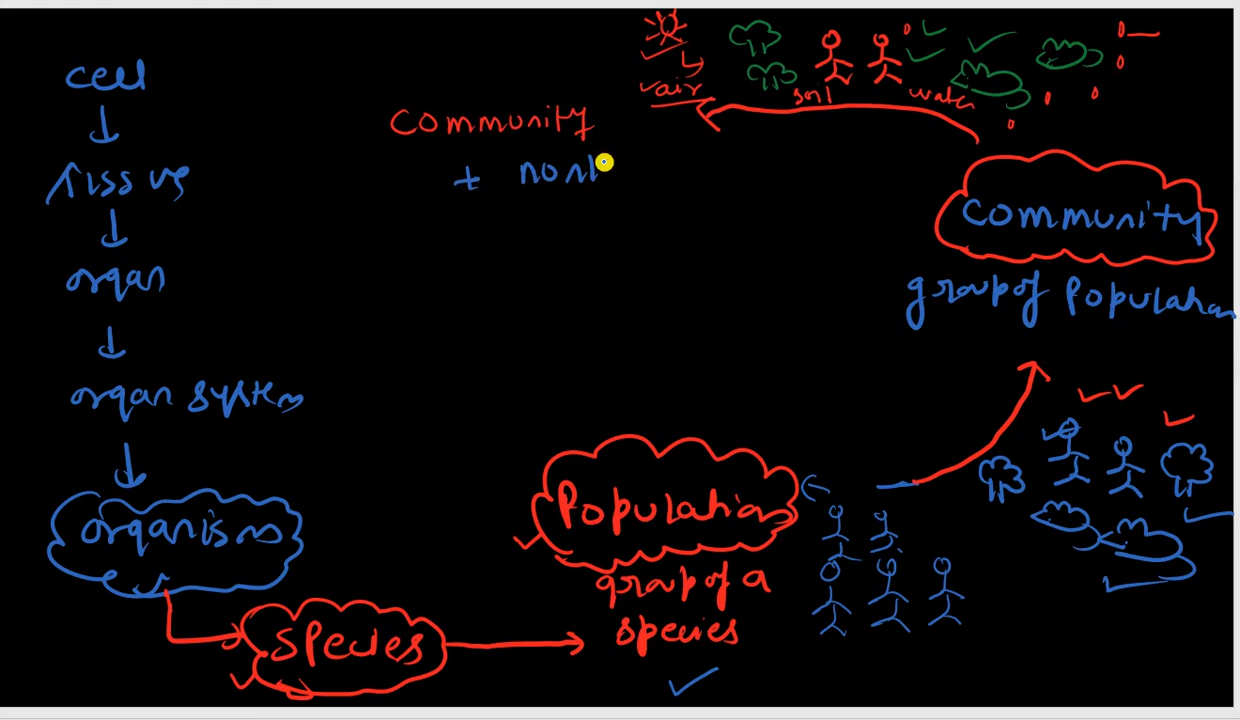 cell
tissue
organ
organ system
organism
species
Population
group of a
species
Community
group of Population
air
soil
water
Community
+ nonl